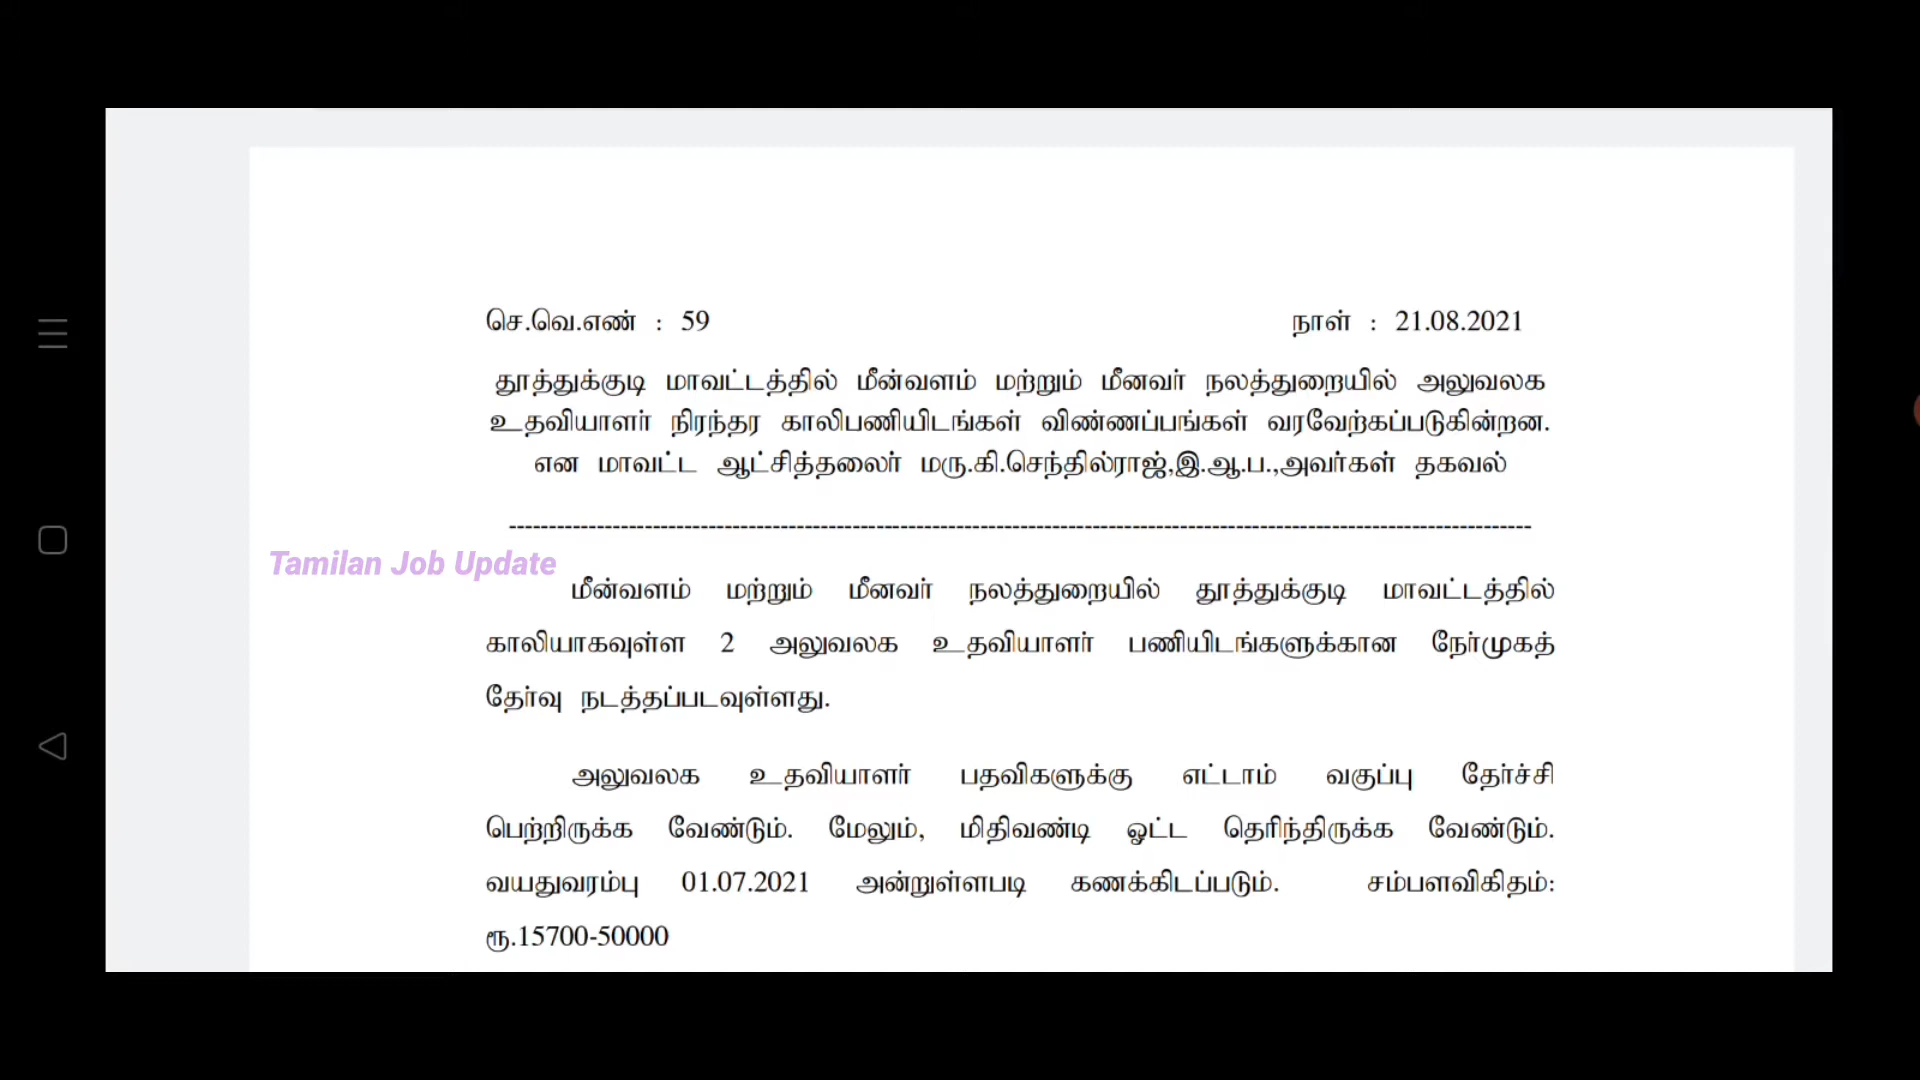 செ.வெ.எண் : 59 நாள் : 21.08.2021
தூத்துக்குடி மாவட்டத்தில் மீன்வளம் மற்றும் மீனவர் நலத்துறையில் அலுவலக
உதவியாளர் நிரந்தர காலிபணியிடங்கள் விண்ணப்பங்கள் வரவேற்கப்படுகின்றன.
என மாவட்ட ஆட்சித்தலைர் மரு.கி.செந்தில்ராஜ்,இ.ஆ.ப.,அவர்கள் தகவல்
Tamilan Job Update
மீன்வளம் மற்றும் மீனவர் நலத்துறையில் தூத்துக்குடி மாவட்டத்தில்
காலியாகவுள்ள 2 அலுவலக உதவியாளர் பணியிடங்களுக்கான நேர்முகத்
தேர்வு நடத்தப்படவுள்ளது.
அலுவலக உதவியாளர் பதவிகளுக்கு எட்டாம் வகுப்பு தேர்ச்சி
பெற்றிருக்க வேண்டும். மேலும், மிதிவண்டி ஓட்ட தெரிந்திருக்க வேண்டும்.
வயதுவரம்பு 01.07.2021 அன்றுள்ளபடி கணக்கிடப்படும். சம்பளவிகிதம்:
ரூ.15700-50000